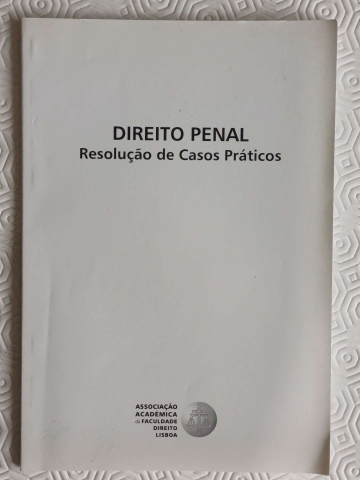 DIREITO PENAL
Resolução de Casos Práticos
ASSOCIAÇÃO
ACADÉMICA
da FACULDADE
DIREITO
LISBOA